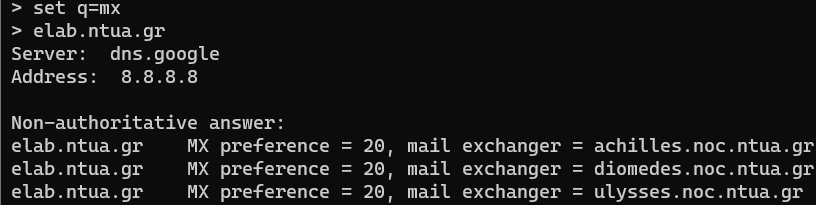 > set q=mx
> elab.ntua.gr
Server:  dns.google
Address:  8.8.8.8

Non-authoritative answer:
elab.ntua.gr    MX preference = 20, mail exchanger = achilles.noc.ntua.gr
elab.ntua.gr    MX preference = 20, mail exchanger = diomedes.noc.ntua.gr
elab.ntua.gr    MX preference = 20, mail exchanger = ulysses.noc.ntua.gr